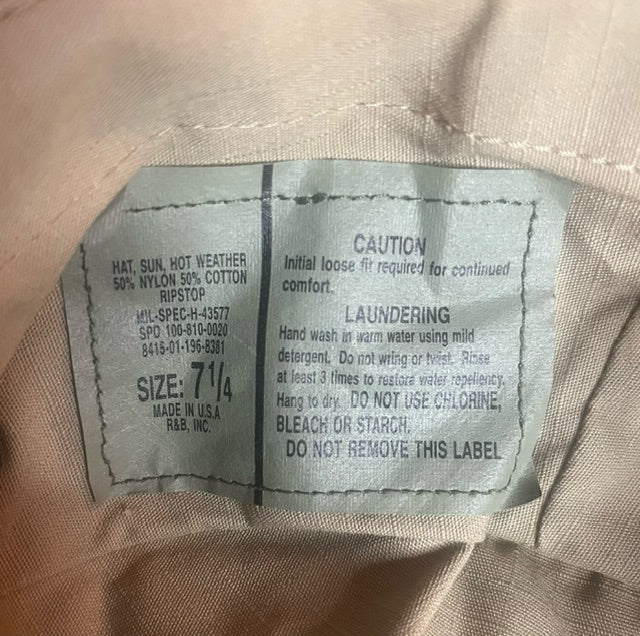 HAT, SUN, HOT WEATHER
50% NYLON 50% COTTON
RIPSTOP
MIL-SPEC-H-43577
SPO 100-810-0020
8415-01-196-8381
SIZE: 7 1/4
MADE IN U.S.A
R&B, INC.
CAUTION
Initial loose fit required for continued
comfort.
LAUNDERING
Hand wash in warm water using mild
detergent. Do not wring or twist. Rinse
at least 3 times to restore water repellency.
Hang to dry. DO NOT USE CHLORINE,
BLEACH OR STARCH.
DO NOT REMOVE THIS LABEL